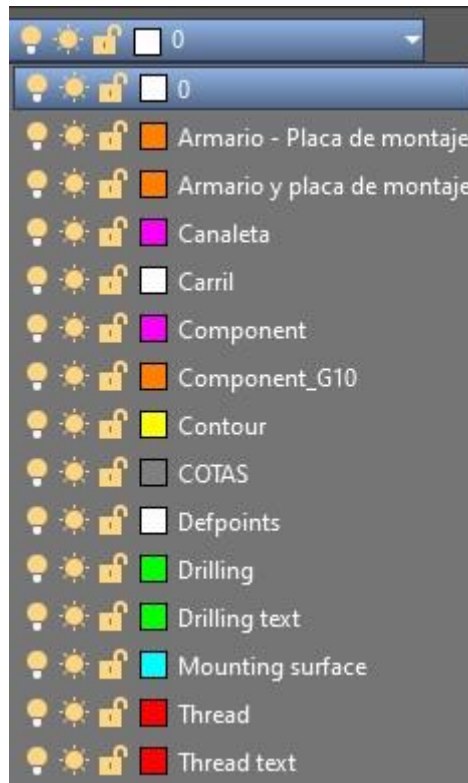 0
0
Armario - Placa de montaje
Armario y placa de montaje
Canaleta
Carril
Component
Component_G10
Contour
COTAS
Defpoints
Drilling
Drilling text
Mounting surface
Thread
Thread text